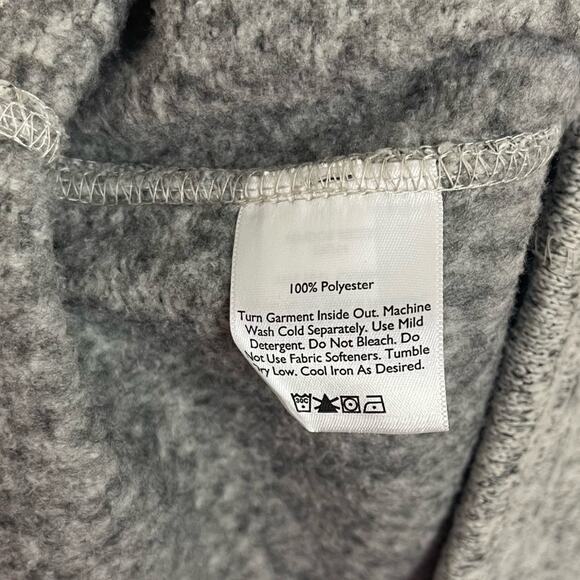 100% Polyester
Turn Garment Inside Out. Machine
Wash Cold Separately. Use Mild
Detergent. Do Not Bleach. Do
Not Use Fabric Softeners. Tumble
Dry Low. Cool Iron As Desired.
30C